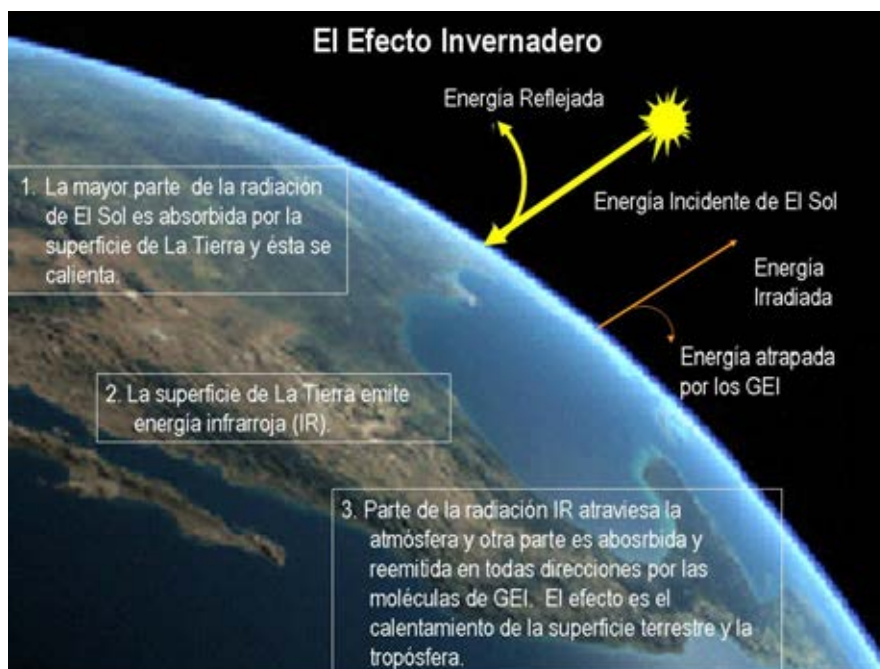 El Efecto Invernadero
Energía Reflejada
1. La mayor parte de la radiación
de El Sol es absorbida por la
superficie de La Tierra y ésta se
calienta.
Energía Incidente de El Sol
Energía
Irradiada
Energía atrapada
por los GEI
2. La superficie de La Tierra emite
energía infrarroja (IR).
3. Parte de la radiación IR atraviesa la
atmósfera y otra parte es abosrbida y
reemitida en todas direcciones por las
moléculas de GEI. El efecto es el
calentamiento de la superficie terrestre y la
tropósfera.